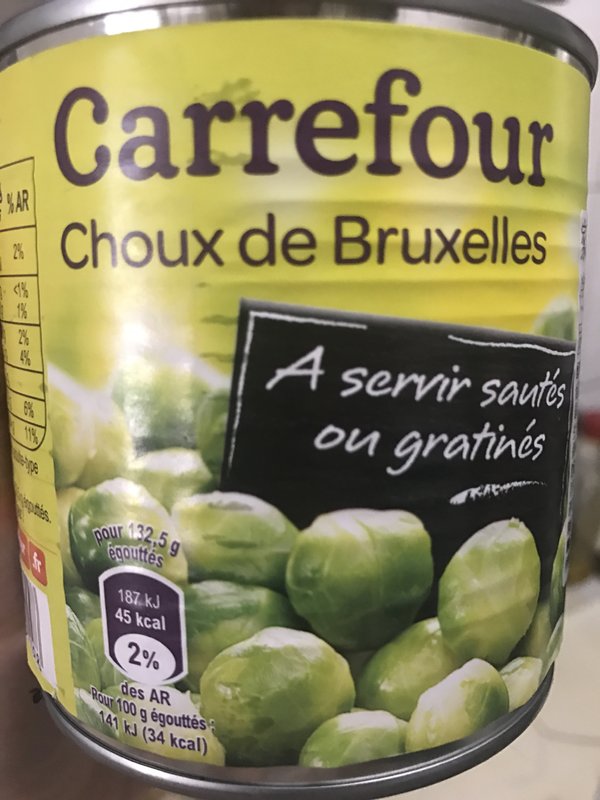 Carrefour
Choux de Bruxelles
A servir sautés
ou gratinés
% AR
2%
<1%
1%
2%
4%
6%
11%
.fr
pour 132,5 g
égouttés
187 kJ
45 kcal
2%
des AR
Pour 100 g égouttés :
141 kJ (34 kcal)